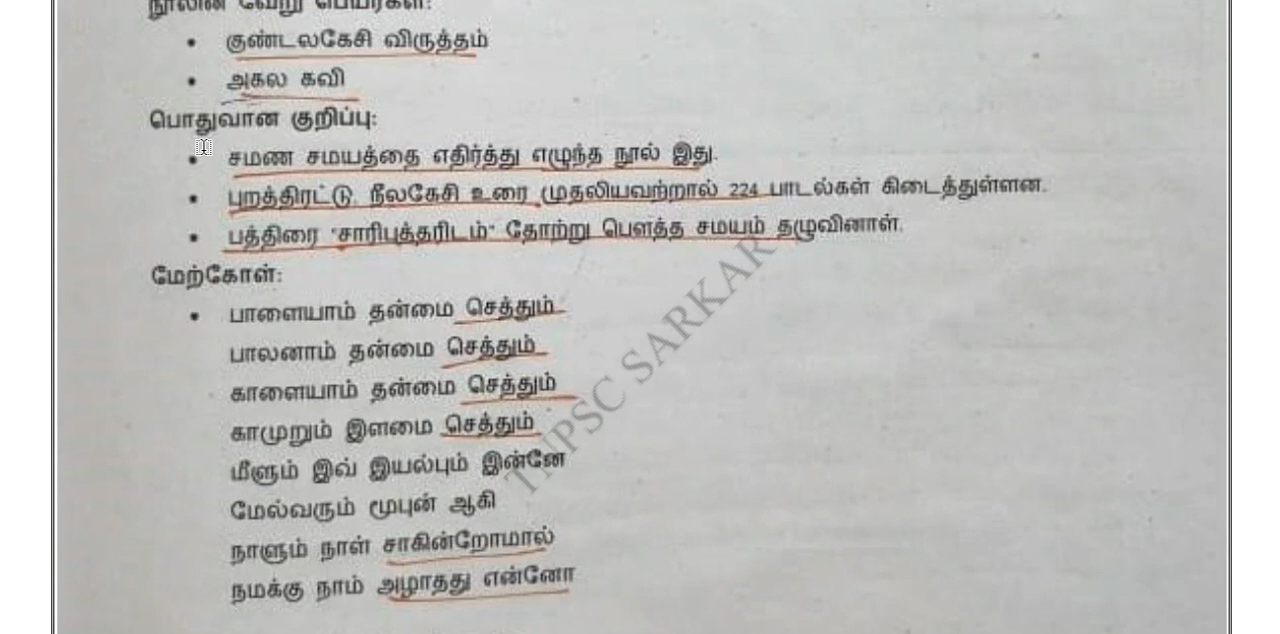 நூலின் வேறு பெயர்கள்:
• குண்டலகேசி விருத்தம்
• அகல கவி
பொதுவான குறிப்பு:
• சமண சமயத்தை எதிர்த்து எழுந்த நூல் இது.
• புறத்திரட்டு, நீலகேசி உரை முதலியவற்றால் 224 பாடல்கள் கிடைத்துள்ளன.
• பத்திரை "சாரிபுத்தரிடம்" தோற்று பௌத்த சமயம் தழுவினாள்.
மேற்கோள்:
• பாளையாம் தன்மை செத்தும்
பாலனாம் தன்மை செத்தும்
காளையாம் தன்மை செத்தும்
காமுறும் இளமை செத்தும்
மீளும் இவ் இயல்பும் இன்னே
மேல்வரும் மூபுன் ஆகி
நாளும் நாள் சாகின்றோமால்
நமக்கு நாம் அழாதது என்னோ
TNPSC SARKAR